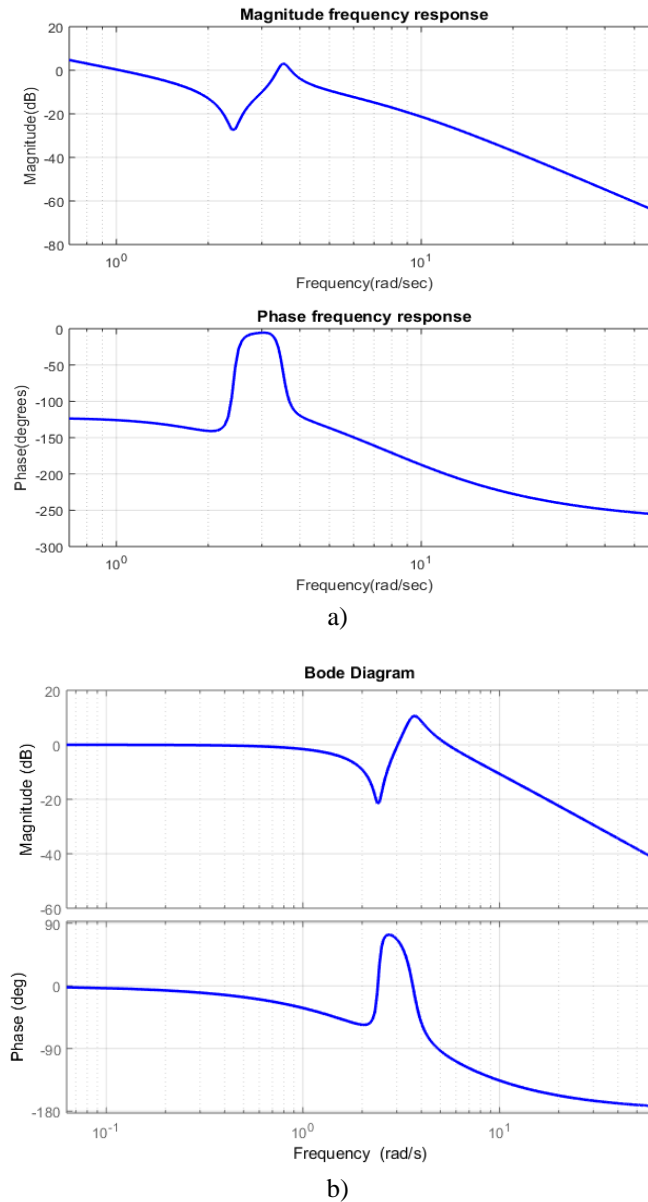 Magnitude frequency response
20
0
-20
-40
-60
-80
Magnitude(dB)
10^0
10^1
Frequency(rad/sec)
Phase frequency response
0
-50
-100
-150
-200
-250
-300
Phase(degrees)
10^0
10^1
Frequency(rad/sec)
a)
Bode Diagram
20
0
-20
-40
-60
Magnitude (dB)
90
0
-90
-180
Phase (deg)
10^-1
10^0
10^1
Frequency (rad/s)
b)